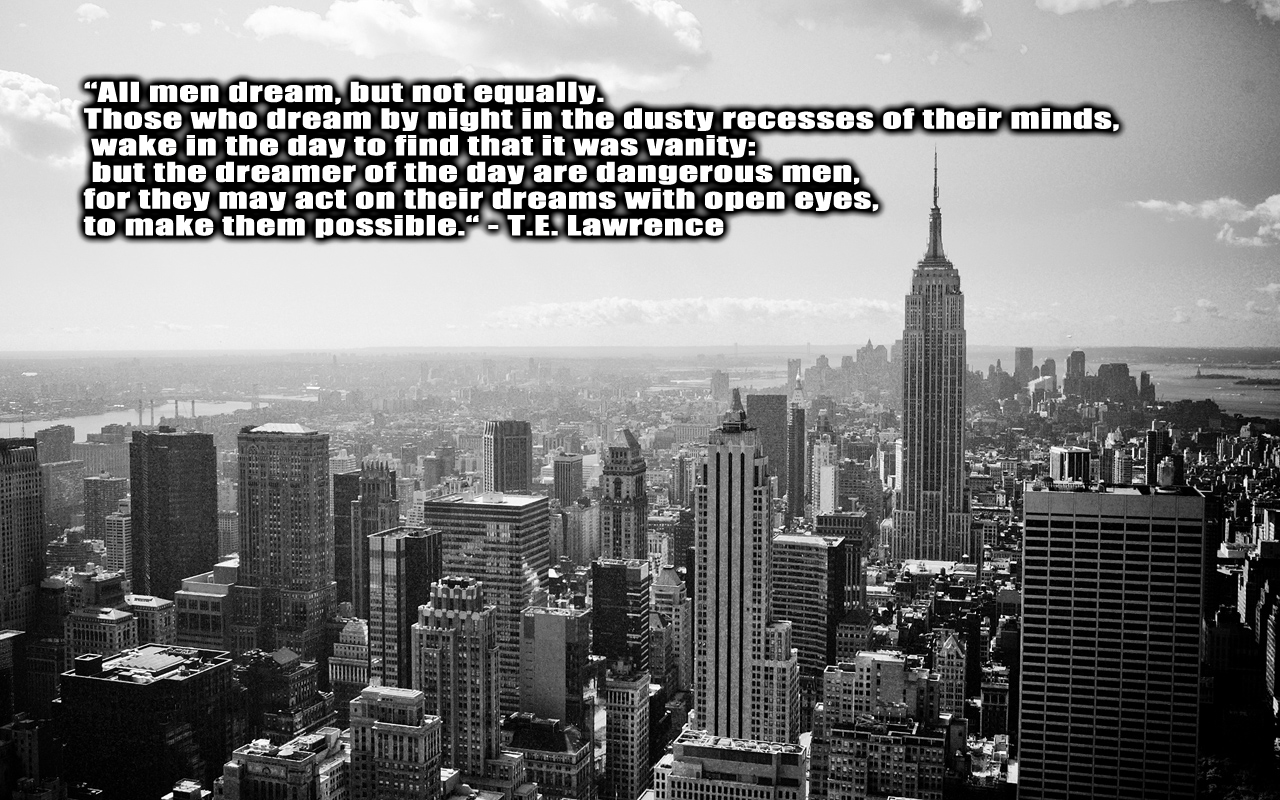 “All men dream, but not equally.
Those who dream by night in the dusty recesses of their minds,
wake in the day to find that it was vanity:
but the dreamer of the day are dangerous men,
for they may act on their dreams with open eyes,
to make them possible.“ - T.E. Lawrence